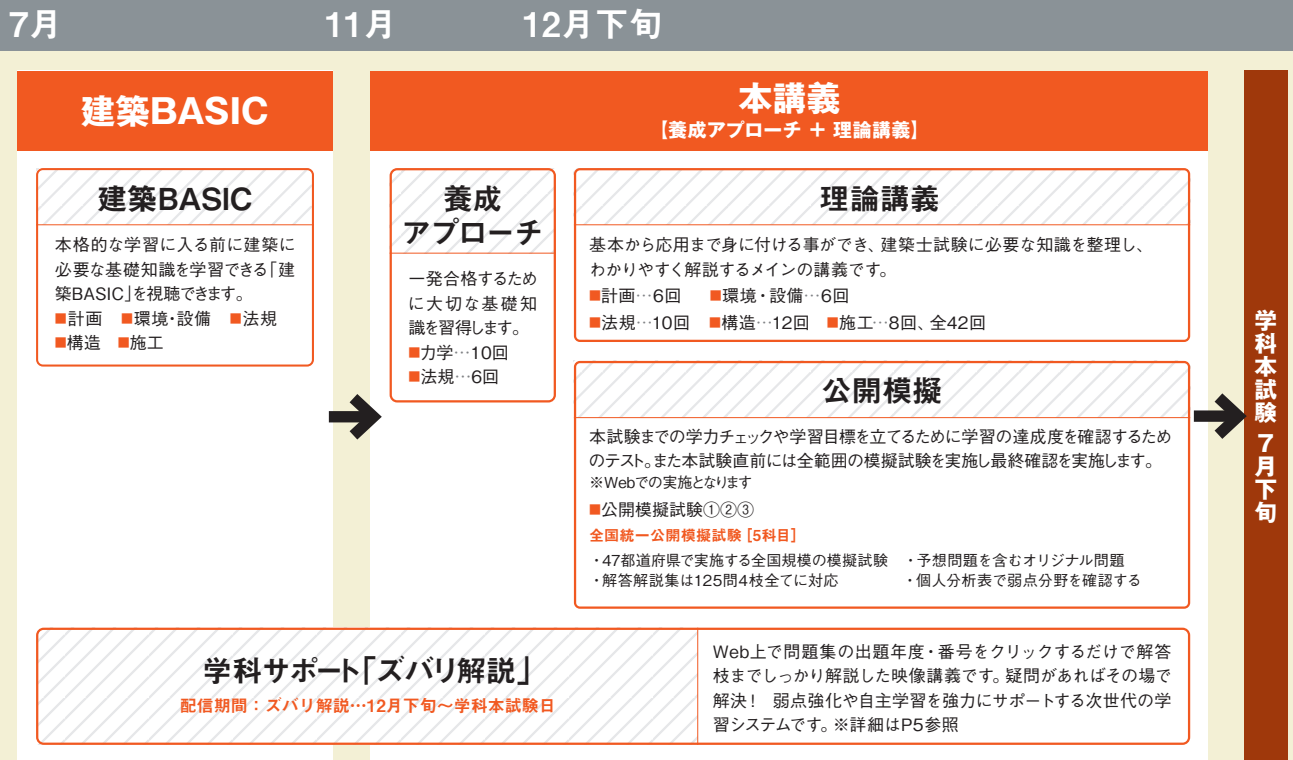 7月
11月
12月下旬
建築BASIC
本講義
【養成アプローチ ＋ 理論講義】
建築BASIC
本格的な学習に入る前に建築に
必要な基礎知識を学習できる「建
築BASIC」を視聴できます。
■計画 ■環境・設備 ■法規
■構造 ■施工
養成
アプローチ
一発合格するため
に大切な基礎知
識を習得します。
■力学…10回
■法規…6回
理論講義
基本から応用まで身に付ける事ができ、建築士試験に必要な知識を整理し、
わかりやすく解説するメインの講義です。
■計画…6回 ■環境・設備…6回
■法規…10回 ■構造…12回 ■施工…8回、全42回
公開模擬
本試験までの学力チェックや学習目標を立てるために学習の達成度を確認するため
のテスト。また本試験直前には全範囲の模擬試験を実施し最終確認を実施します。
※Webでの実施となります
■公開模擬試験①②③
全国統一公開模擬試験［5科目］
・47都道府県で実施する全国規模の模擬試験 ・予想問題を含むオリジナル問題
・解答解説集は125問4枝全てに対応 ・個人分析表で弱点分野を確認する
学科サポート「ズバリ解説」
配信期間：ズバリ解説…12月下旬～学科本試験日
Web上で問題集の出題年度・番号をクリックするだけで解答
枝までしっかり解説した映像講義です。疑問があればその場で
解決！ 弱点強化や自主学習を強力にサポートする次世代の学
習システムです。※詳細はP5参照
学科本試験 7月下旬